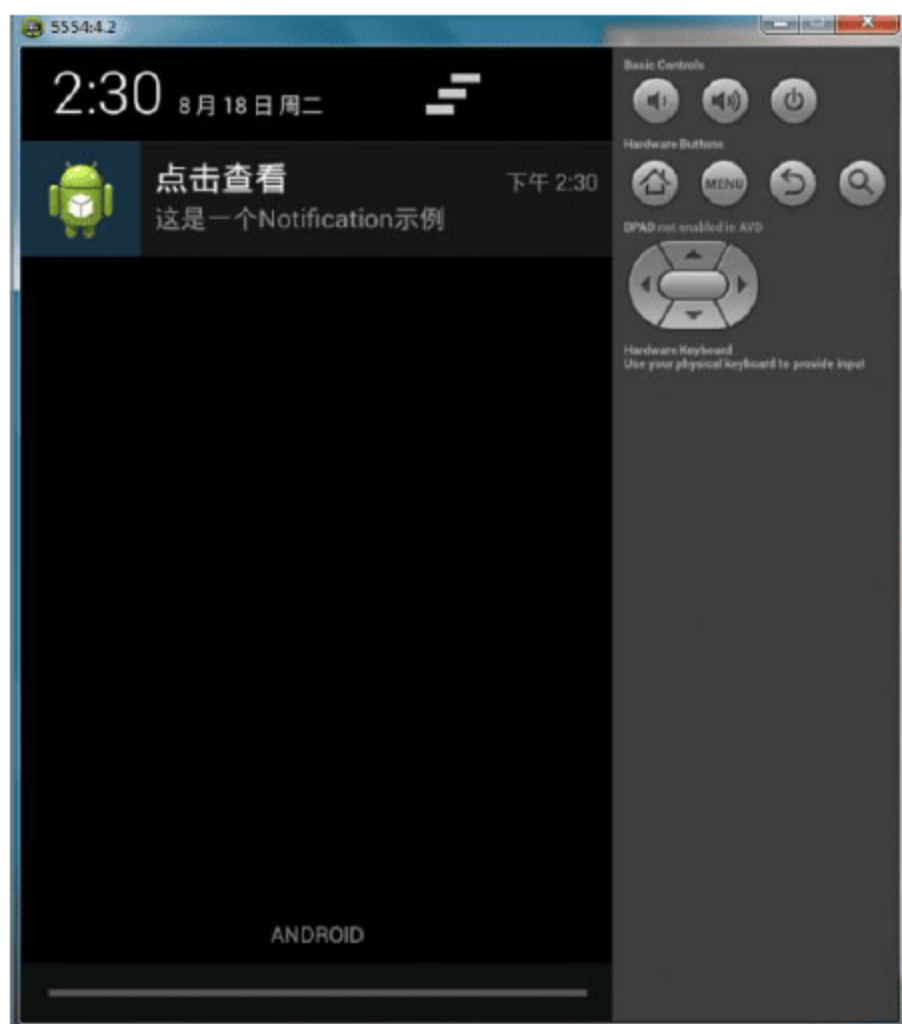 5554:4.2
2:30 8月18日周二
点击查看 下午 2:30
这是一个Notification示例
ANDROID
Basic Controls
Hardware Buttons
MENU
DPAD not enabled in AVD
Hardware Keyboard
Use your physical keyboard to provide input